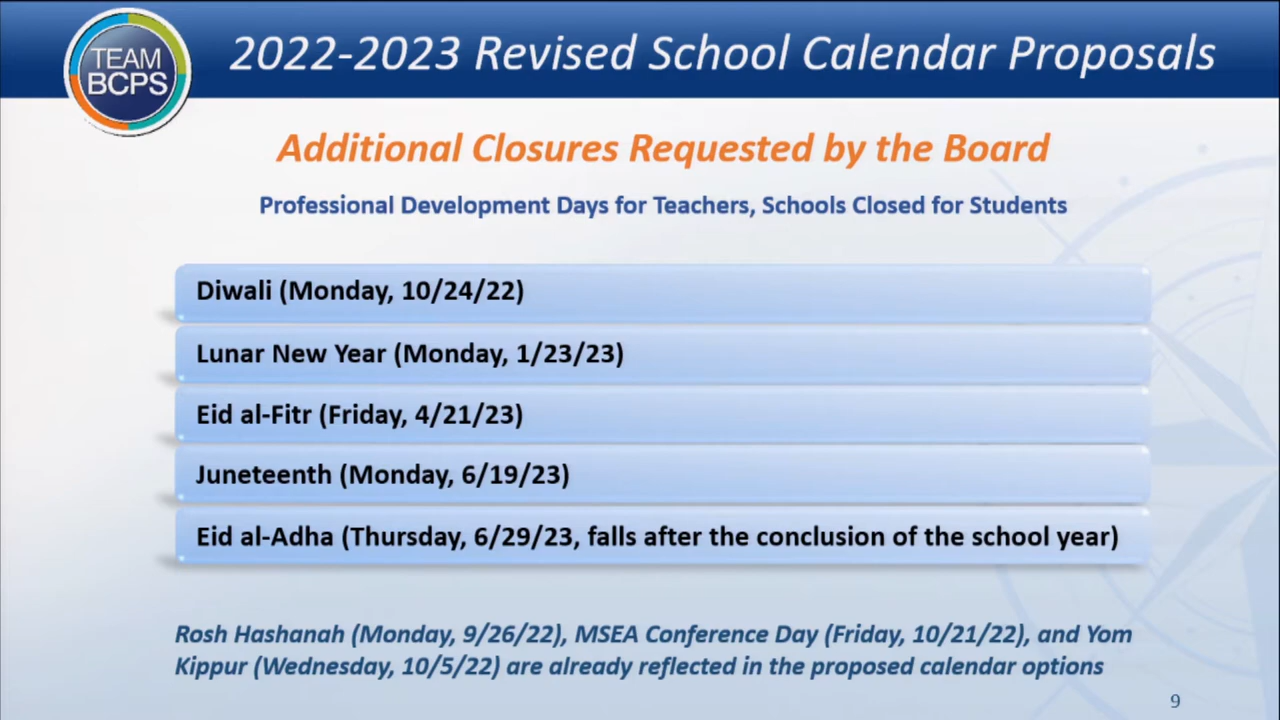 TEAM
BCPS
2022-2023 Revised School Calendar Proposals
Additional Closures Requested by the Board
Professional Development Days for Teachers, Schools Closed for Students
Diwali (Monday, 10/24/22)
Lunar New Year (Monday, 1/23/23)
Eid al-Fitr (Friday, 4/21/23)
Juneteenth (Monday, 6/19/23)
Eid al-Adha (Thursday, 6/29/23, falls after the conclusion of the school year)
Rosh Hashanah (Monday, 9/26/22), MSEA Conference Day (Friday, 10/21/22), and Yom
Kippur (Wednesday, 10/5/22) are already reflected in the proposed calendar options
9